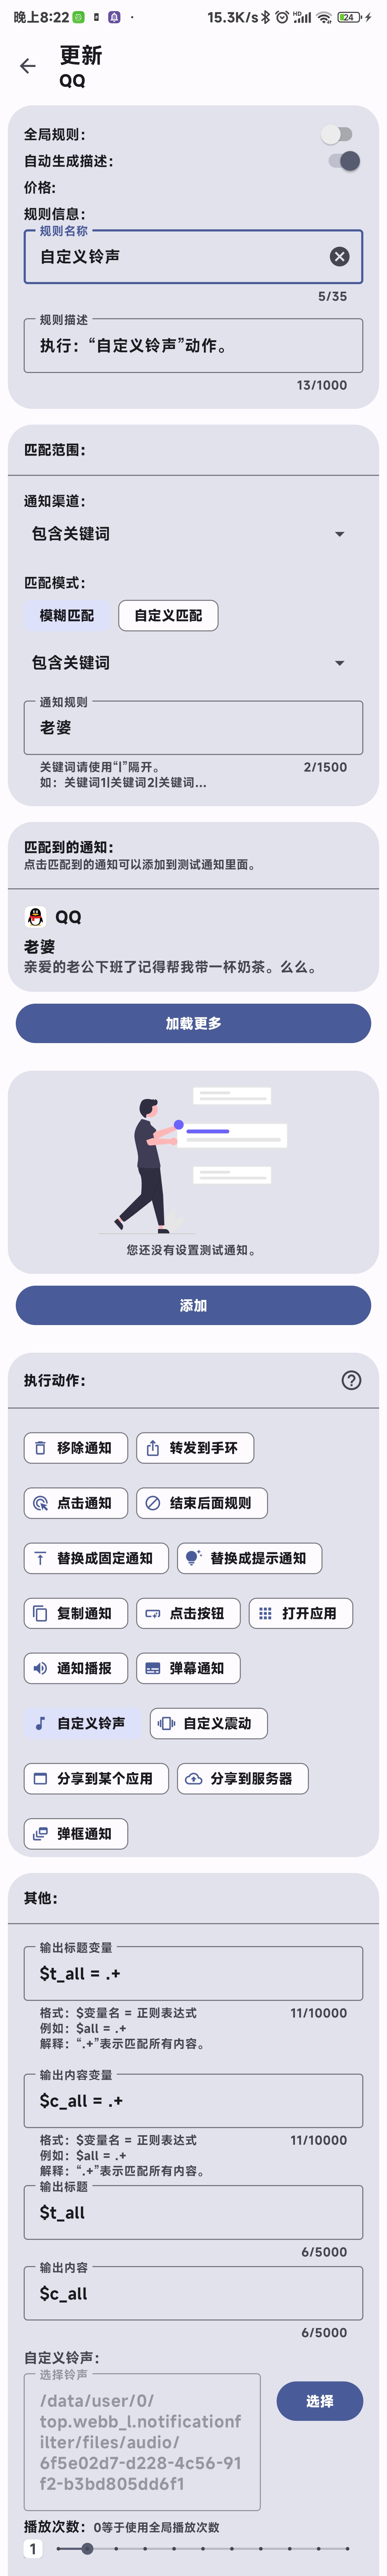 晚上8:22 15.3K/s HD 24
更新
QQ
全局规则:
自动生成描述:
价格:
规则信息:
规则名称
自定义铃声
5/35
规则描述
执行：“自定义铃声”动作。
13/1000
匹配范围:
通知渠道:
包含关键词
匹配模式:
模糊匹配 自定义匹配
包含关键词
通知规则
老婆
关键词请使用“|”隔开。 2/1500
如：关键词1|关键词2|关键词...
匹配到的通知:
点击匹配到的通知可以添加到测试通知里面。
QQ
老婆
亲爱的老公下班了记得帮我带一杯奶茶。么么。
加载更多
您还没有设置测试通知。
添加
执行动作:
移除通知 转发到手环
点击通知 结束后面规则
替换成固定通知 替换成提示通知
复制通知 点击按钮 打开应用
通知播报 弹幕通知
自定义铃声 自定义震动
分享到某个应用 分享到服务器
弹框通知
其他:
输出标题变量
$t_all = .+
格式：$变量名 = 正则表达式 11/10000
例如：$all = .+
解释：“.+”表示匹配所有内容。
输出内容变量
$c_all = .+
格式：$变量名 = 正则表达式 11/10000
例如：$all = .+
解释：“.+”表示匹配所有内容。
输出标题
$t_all
6/5000
输出内容
$c_all
6/5000
自定义铃声:
选择铃声
/data/user/0/
top.webb_l.notificationf
ilter/files/audio/
6f5e02d7-d228-4c56-91
f2-b3bd805dd6f1
选择
播放次数：0等于使用全局播放次数
1